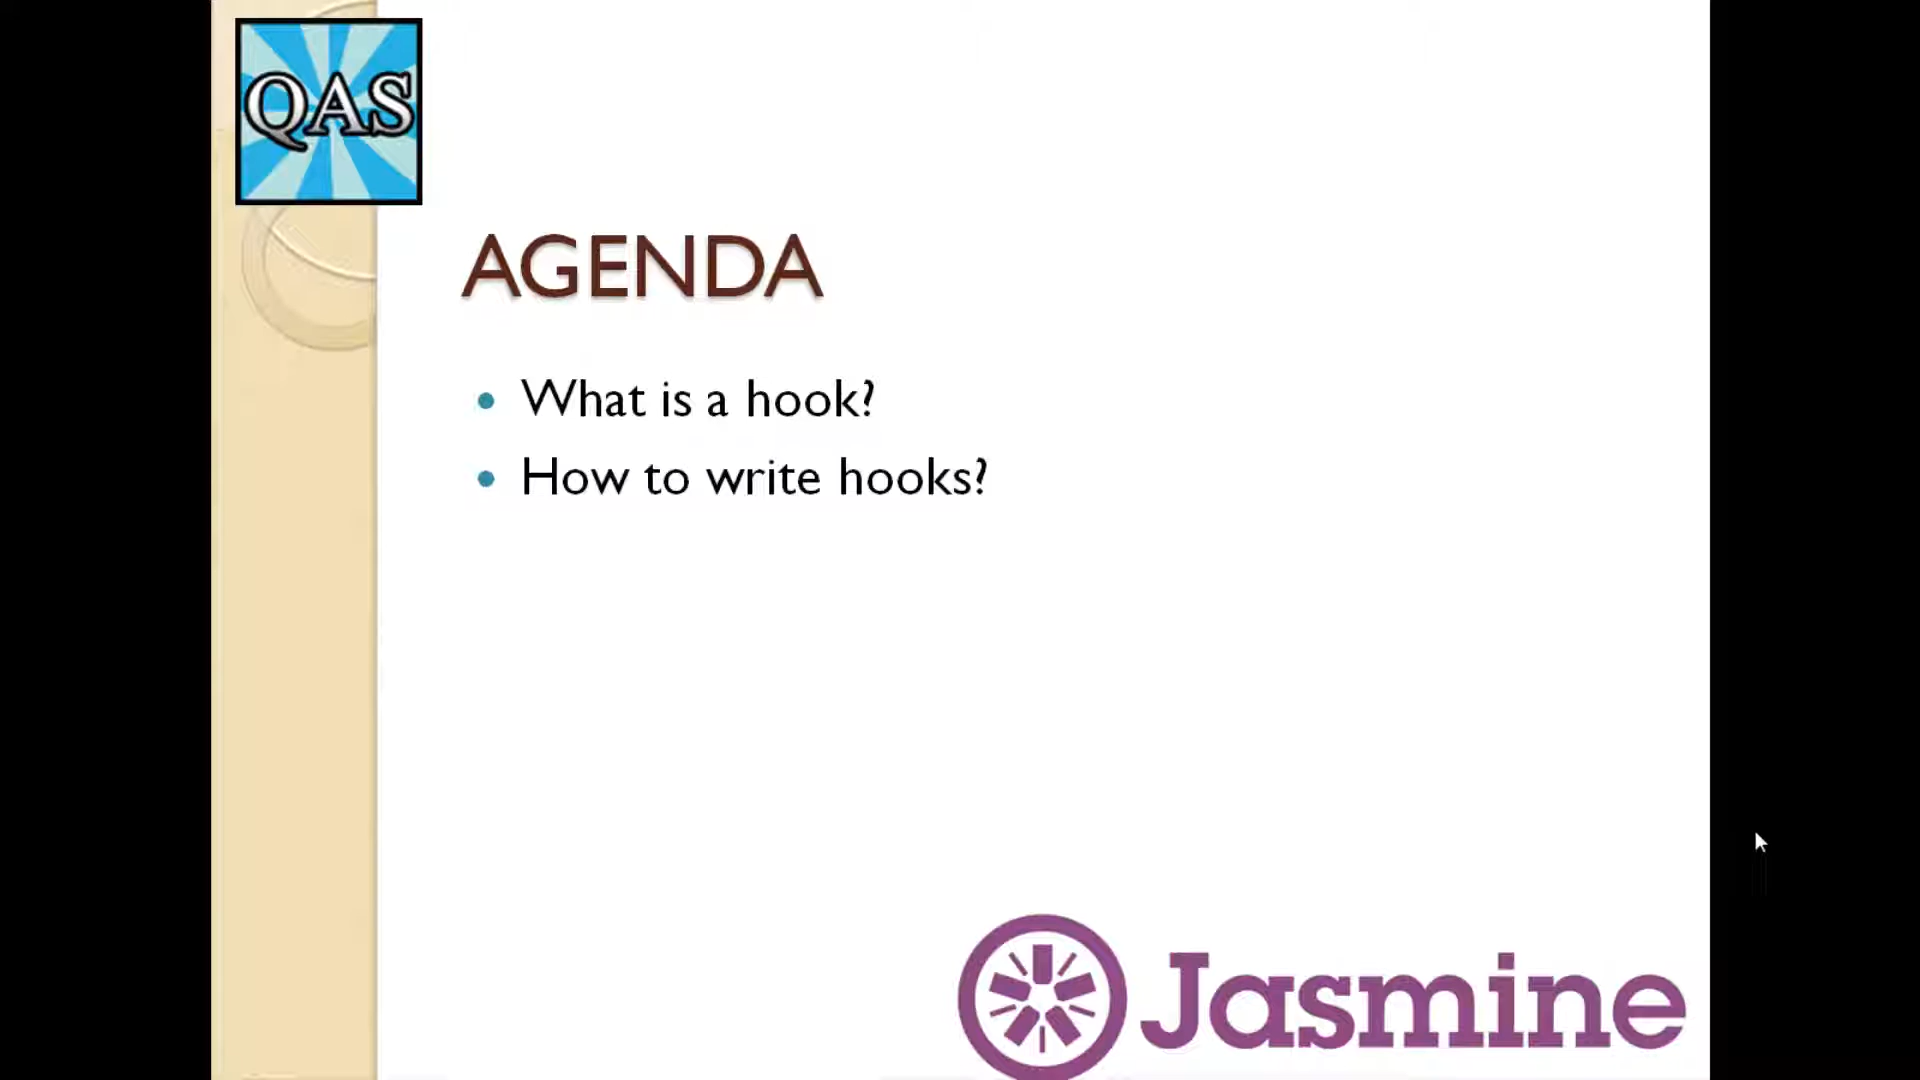 QAS
AGENDA
• What is a hook?
• How to write hooks?
Jasmine